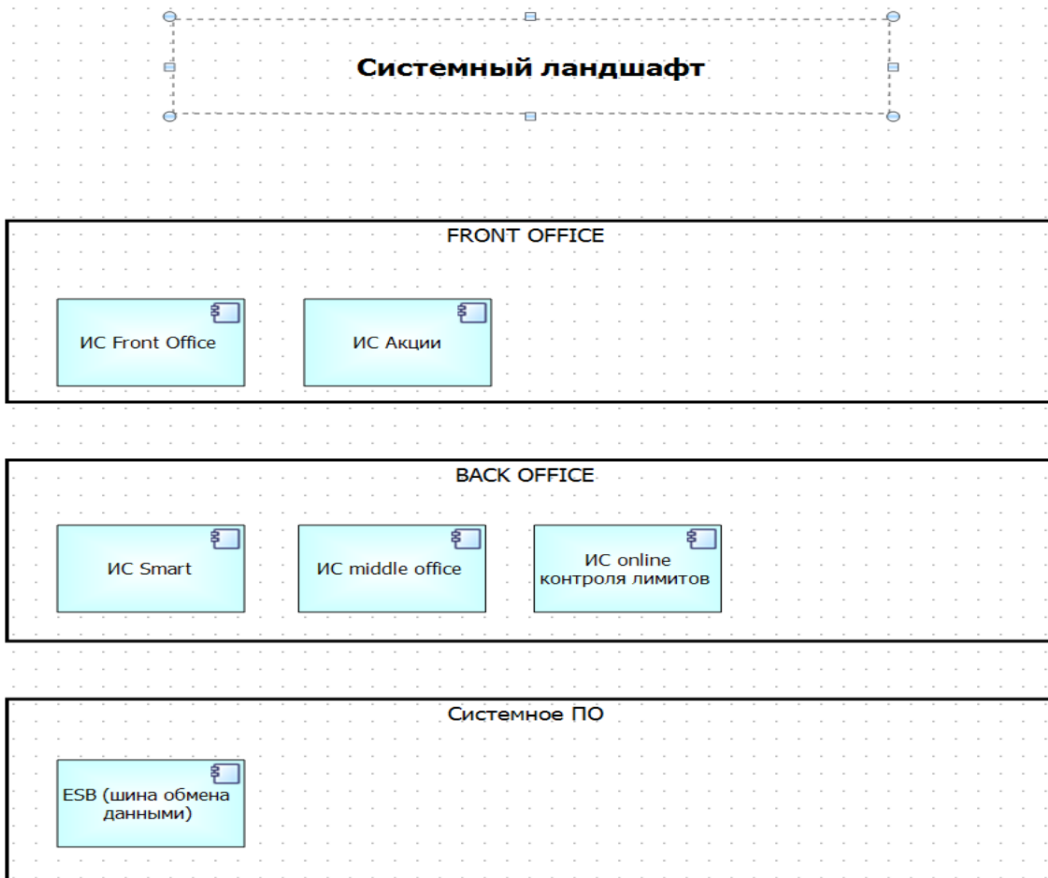 Системный ландшафт
FRONT OFFICE
ИС Front Office
ИС Акции
BACK OFFICE
ИС Smart
ИС middle office
ИС online
контроля лимитов
Системное ПО
ESB (шина обмена
данными)